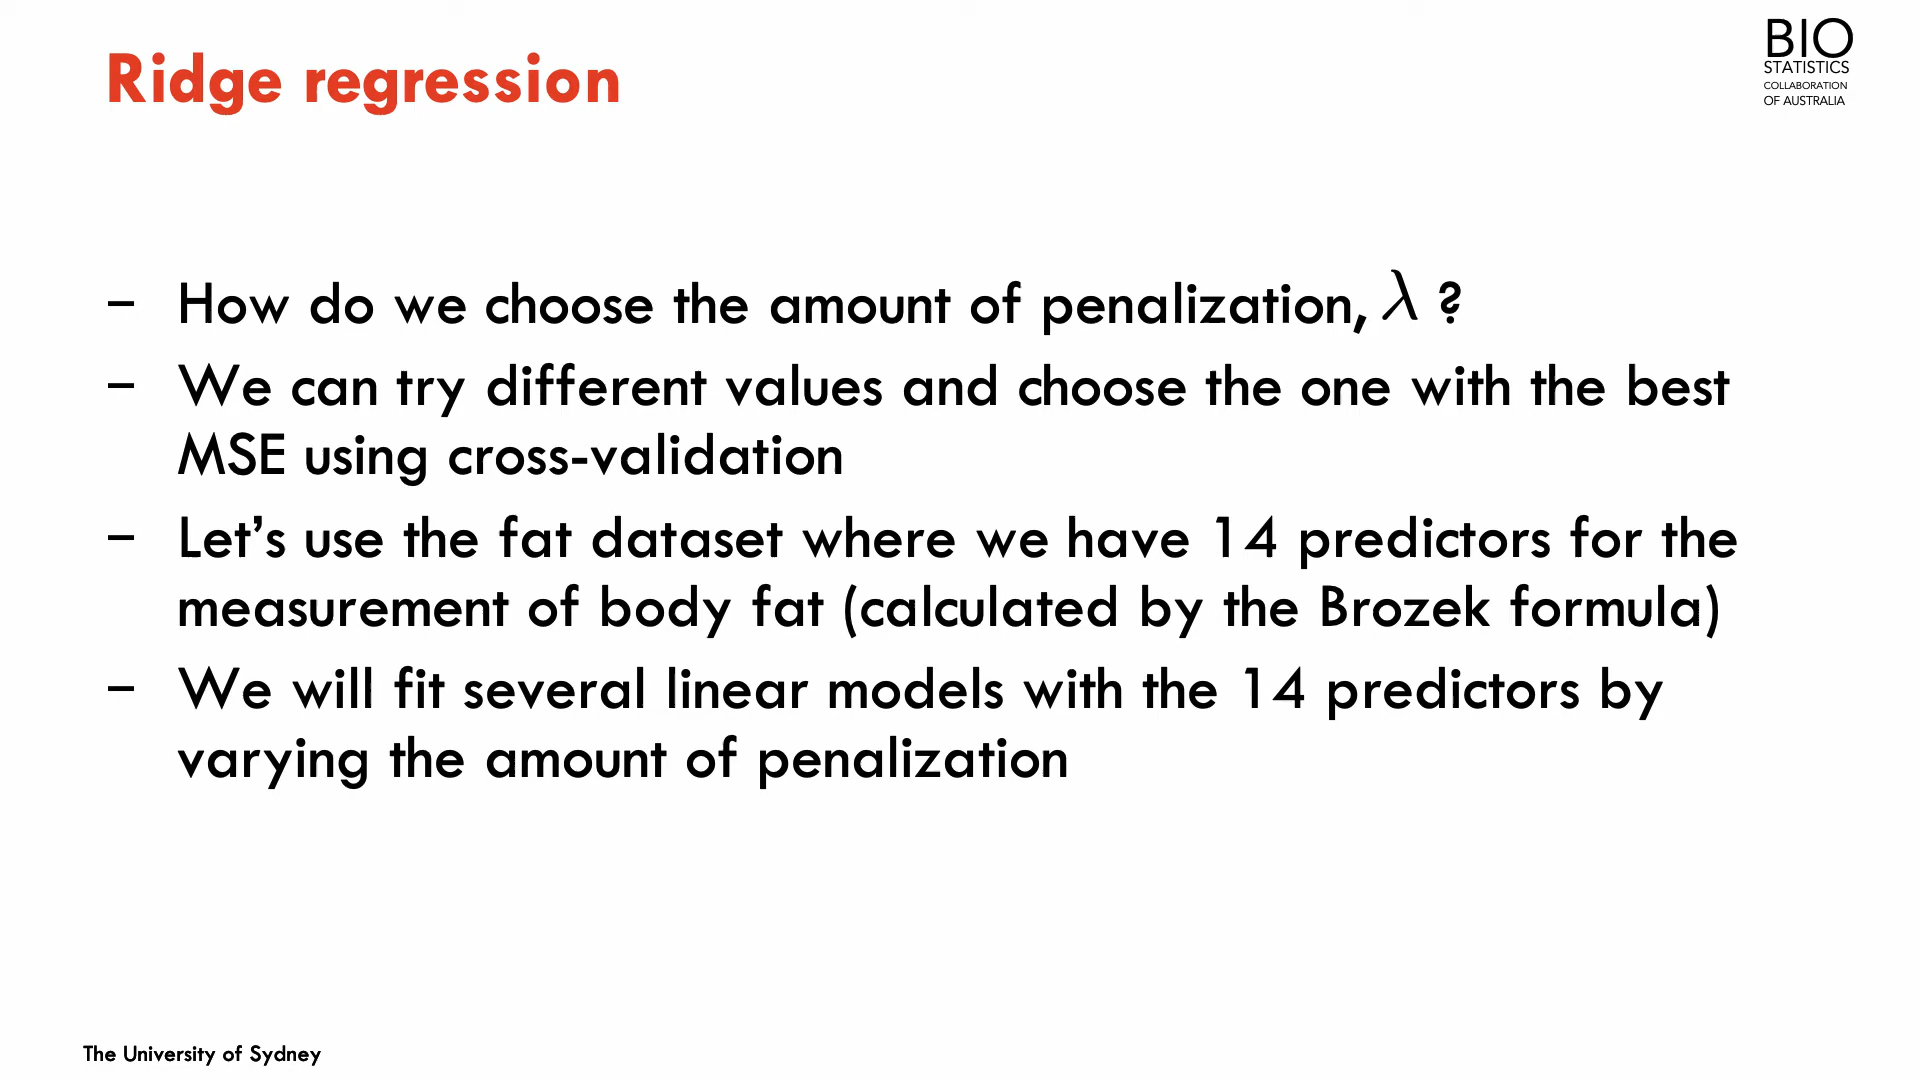 Ridge regression
BIO
STATISTICS
COLLABORATION
OF AUSTRALIA
– How do we choose the amount of penalization, λ ?
– We can try different values and choose the one with the best
MSE using cross-validation
– Let’s use the fat dataset where we have 14 predictors for the
measurement of body fat (calculated by the Brozek formula)
– We will fit several linear models with the 14 predictors by
varying the amount of penalization
The University of Sydney